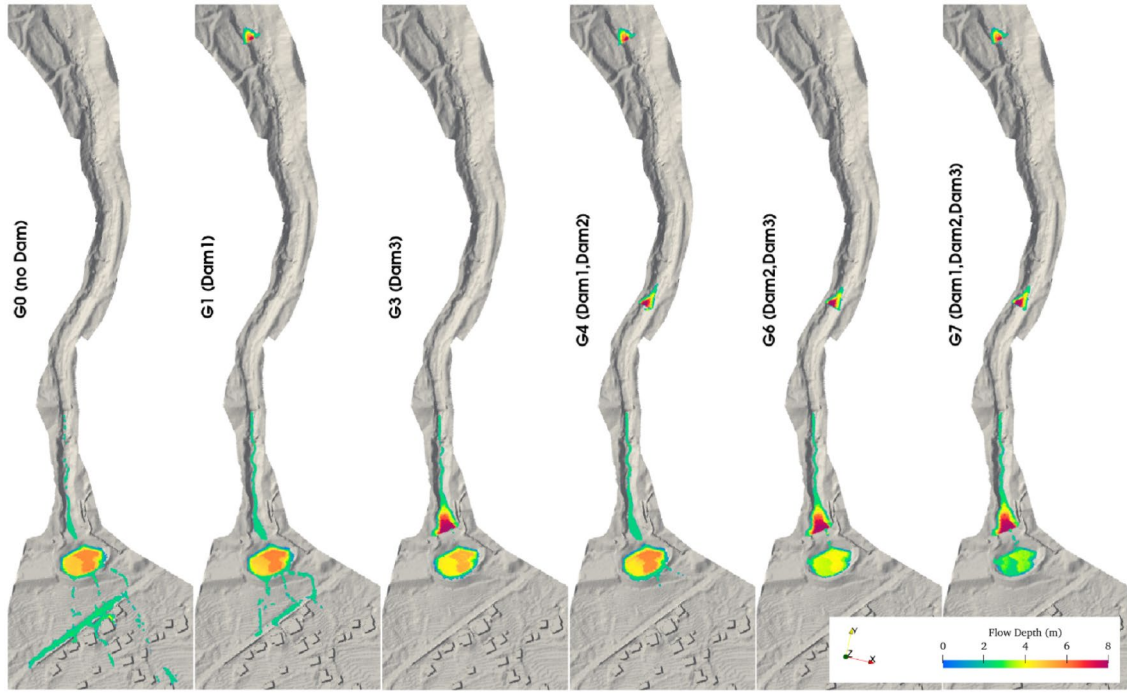 G0 (no Dam)
G1 (Dam1)
G3 (Dam3)
G4 (Dam1,Dam2)
G6 (Dam2,Dam3)
G7 (Dam1,Dam2,Dam3)
Y
Z
X
Flow Depth (m)
0 2 4 6 8